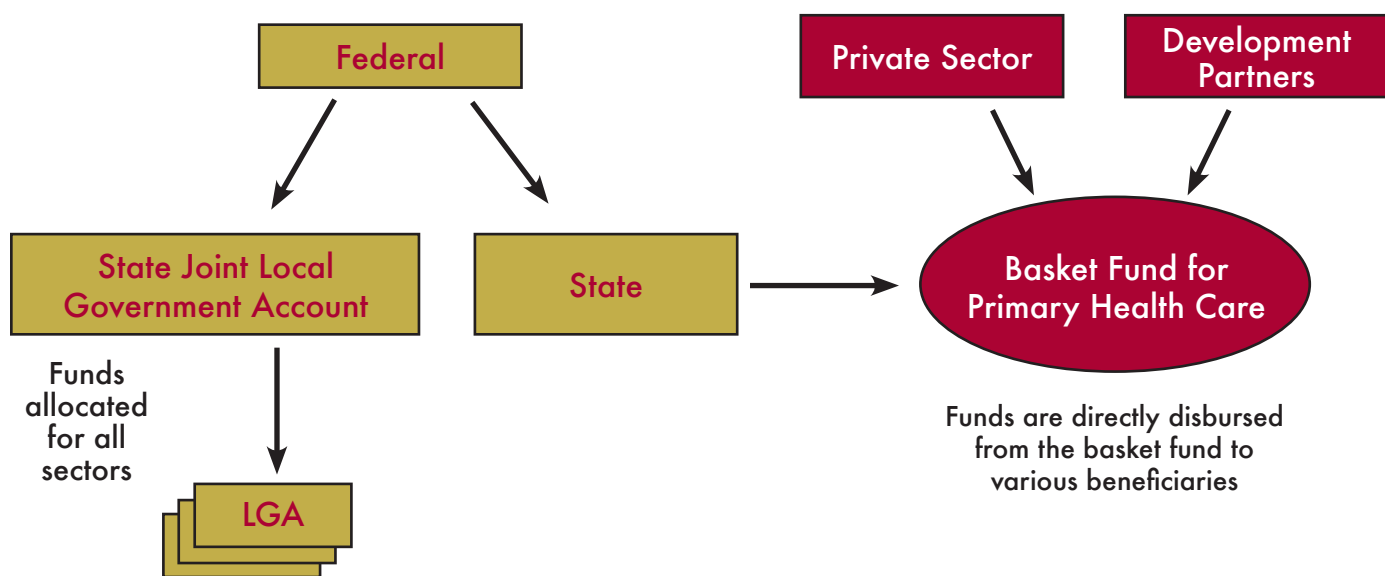 Federal
Private Sector
Development
Partners
State Joint Local
Government Account
State
Basket Fund for
Primary Health Care
Funds
allocated
for all
sectors
Funds are directly disbursed
from the basket fund to
various beneficiaries
LGA